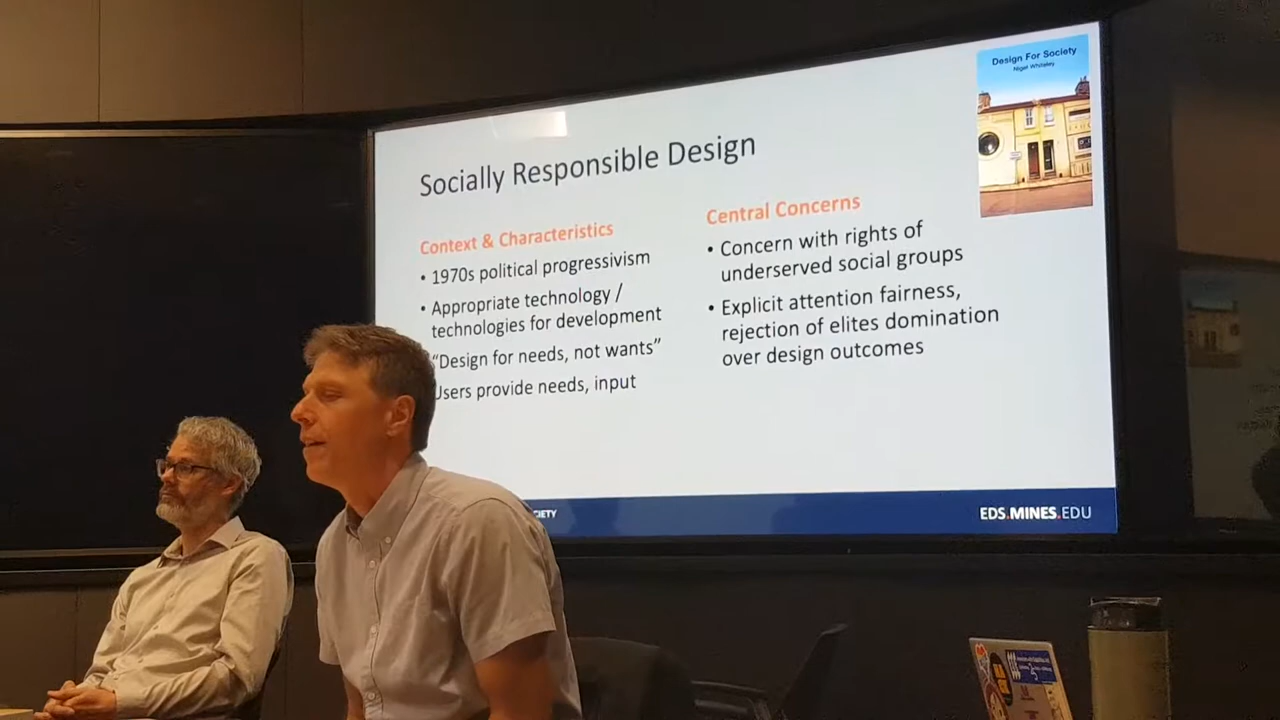 Design For Society
Nigel Whiteley
Socially Responsible Design
Context & Characteristics
• 1970s political progressivism
• Appropriate technology /
technologies for development
"Design for needs, not wants"
Users provide needs, input
Central Concerns
• Concern with rights of
underserved social groups
• Explicit attention fairness,
rejection of elites domination
over design outcomes
EDS.MINES.EDU